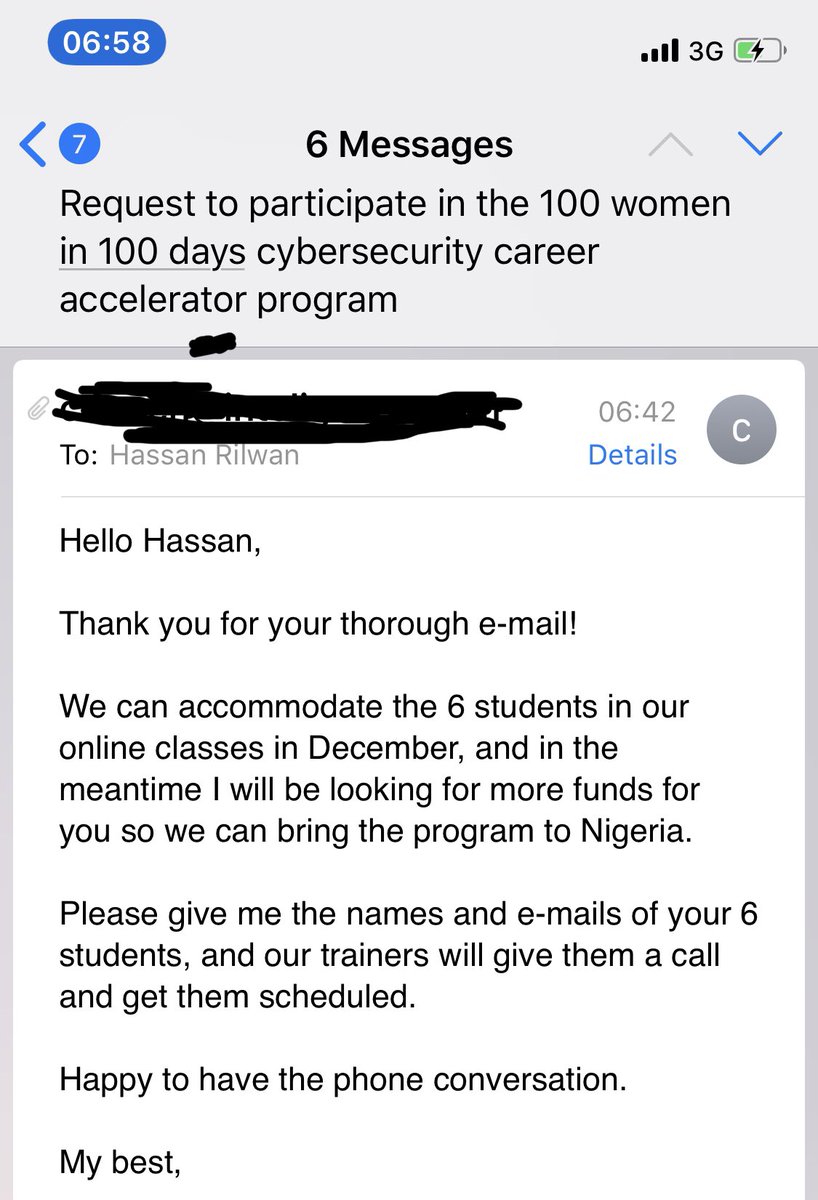 06:58
3G
7
6 Messages
Request to participate in the 100 women
in 100 days cybersecurity career
accelerator program
06:42
C
To: Hassan Rilwan
Details
Hello Hassan,
Thank you for your thorough e-mail!
We can accommodate the 6 students in our
online classes in December, and in the
meantime I will be looking for more funds for
you so we can bring the program to Nigeria.
Please give me the names and e-mails of your 6
students, and our trainers will give them a call
and get them scheduled.
Happy to have the phone conversation.
My best,